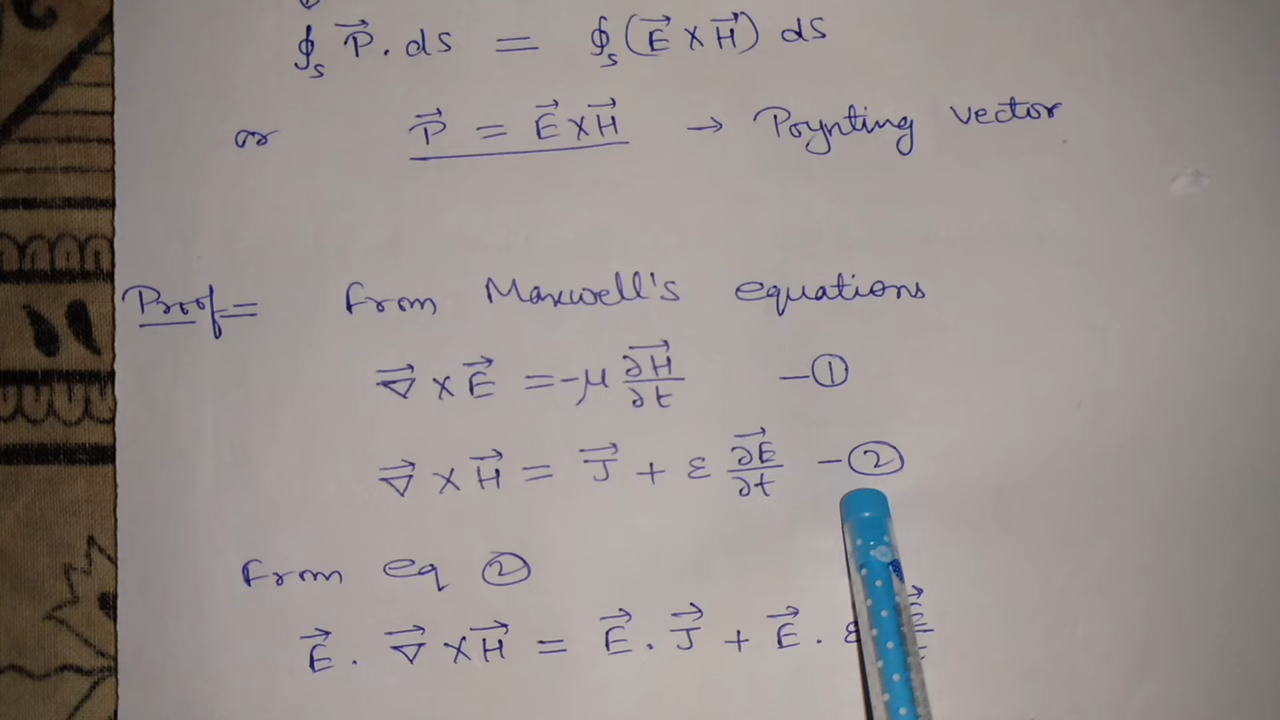 ∮s P⃗ . ds = ∮s (E⃗ × H⃗) ds
or P⃗ = E⃗ × H⃗ → Poynting vector
Proof = From Maxwell's equations
∇⃗ × E⃗ = -μ ∂H⃗/∂t - ①
∇⃗ × H⃗ = J⃗ + ε ∂E⃗/∂t - ②
From eq ②
E⃗ . ∇⃗ × H⃗ = E⃗ . J⃗ + E⃗ . ε